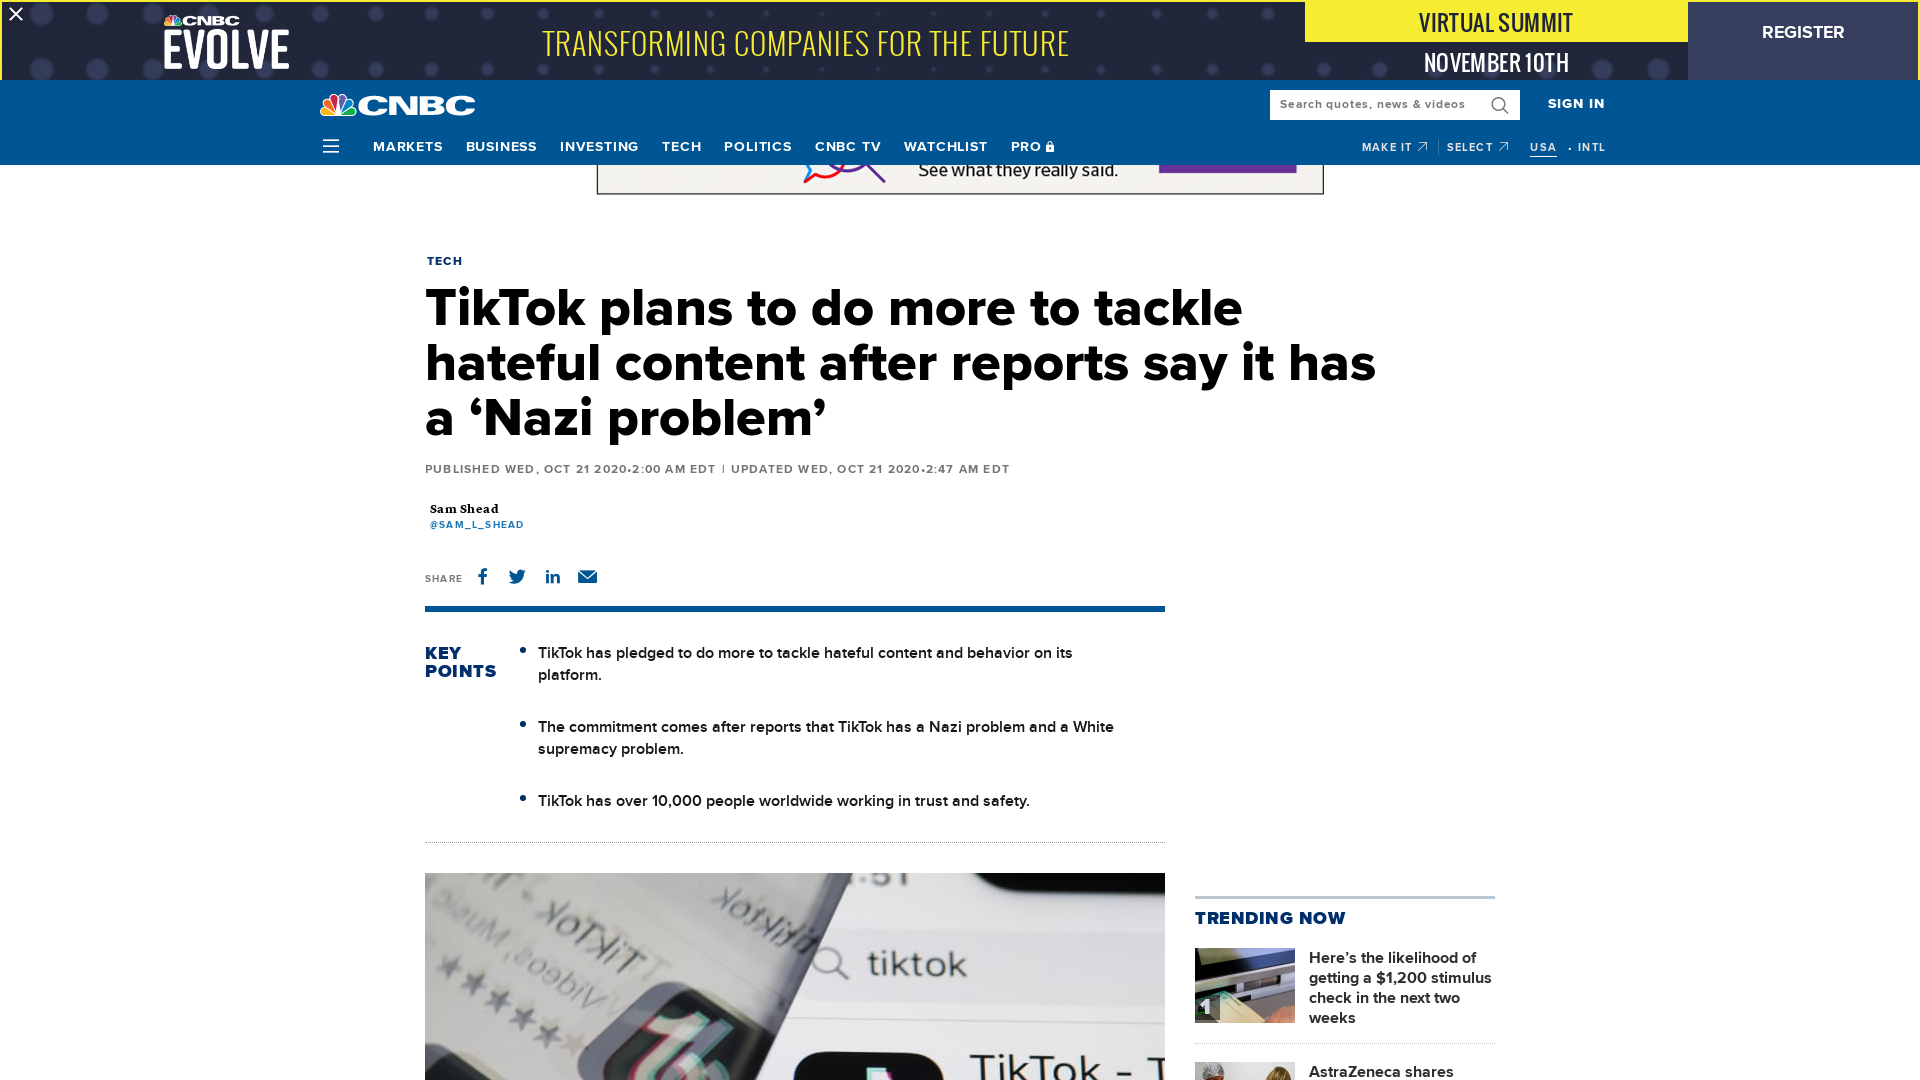 CNBC
EVOLVE
TRANSFORMING COMPANIES FOR THE FUTURE
VIRTUAL SUMMIT
NOVEMBER 10TH
REGISTER
CNBC
Search quotes, news & videos
SIGN IN
MARKETS BUSINESS INVESTING TECH POLITICS CNBC TV WATCHLIST PRO
MAKE IT SELECT USA • INTL
See what they really said.
TECH
TikTok plans to do more to tackle
hateful content after reports say it has
a ‘Nazi problem’
PUBLISHED WED, OCT 21 2020•2:00 AM EDT | UPDATED WED, OCT 21 2020•2:47 AM EDT
Sam Shead
@SAM_L_SHEAD
SHARE
KEY
POINTS
TikTok has pledged to do more to tackle hateful content and behavior on its
platform.
The commitment comes after reports that TikTok has a Nazi problem and a White
supremacy problem.
TikTok has over 10,000 people worldwide working in trust and safety.
tiktok
TikTok - T
TRENDING NOW
1
Here’s the likelihood of
getting a $1,200 stimulus
check in the next two
weeks
AstraZeneca shares